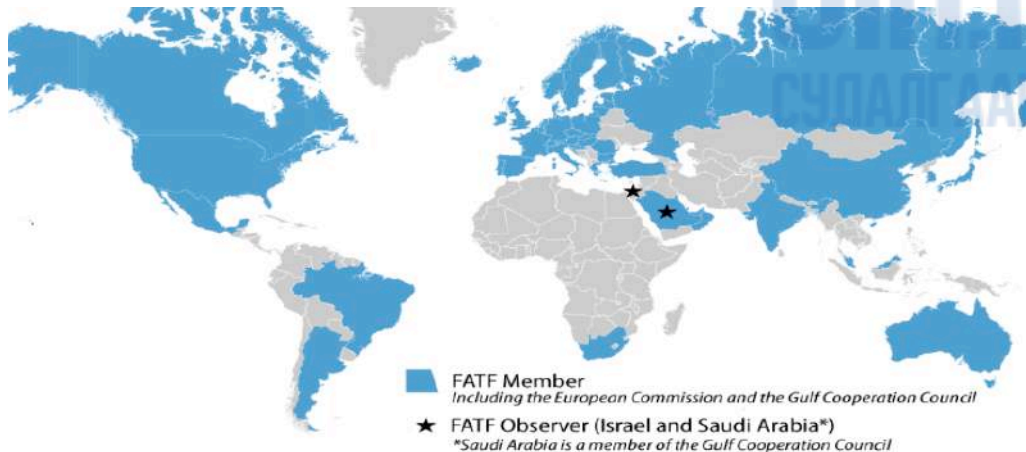 СУДАЛГАА
FATF Member
Including the European Commission and the Gulf Cooperation Council
FATF Observer (Israel and Saudi Arabia*)
*Saudi Arabia is a member of the Gulf Cooperation Council